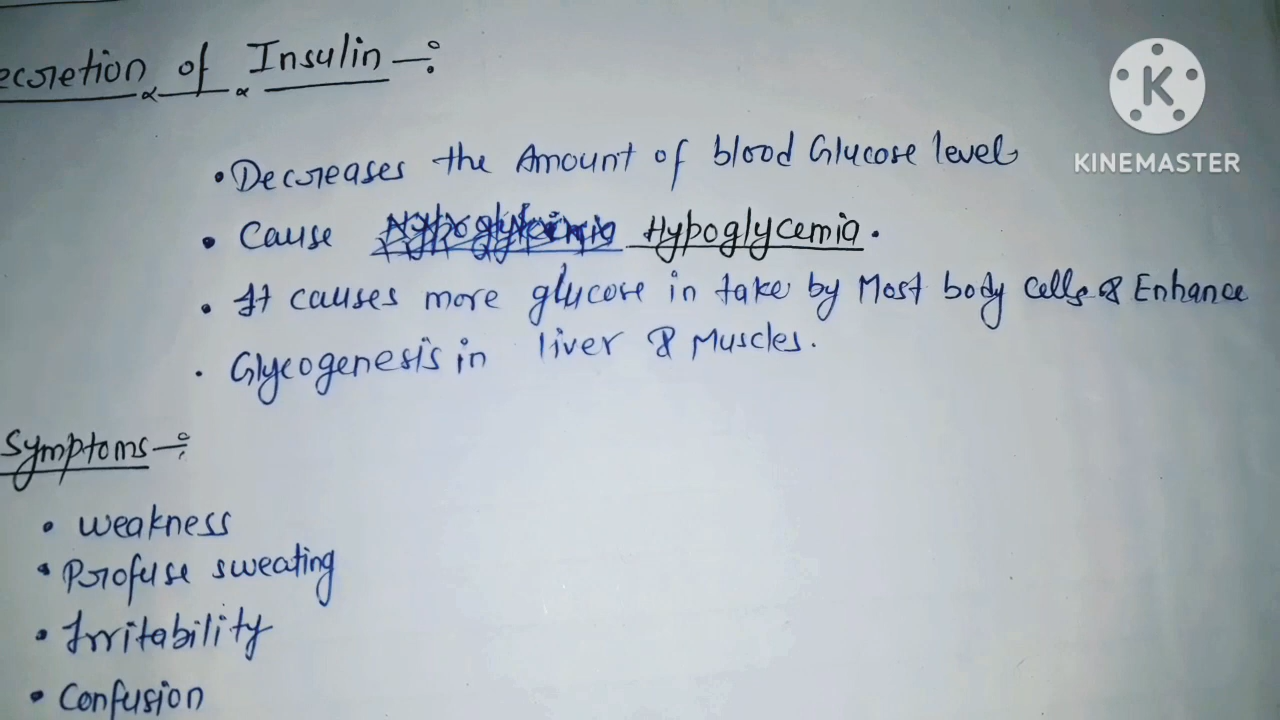 ecretion of Insulin -:
K
KINEMASTER
• Decreases the Amount of blood Glucose level
• Cause Hypoglycemia.
• It causes more glucose in take by Most body cells & Enhance
• Glycogenesis in liver & Muscles.
Symptoms -:
• Weakness
• Profuse sweating
• Irritability
• Confusion